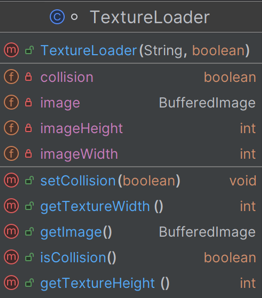 C TextureLoader
m TextureLoader(String, boolean)
f collision boolean
f image BufferedImage
f imageHeight int
f imageWidth int
m setCollision(boolean) void
m getTextureWidth () int
m getImage() BufferedImage
m isCollision() boolean
m getTextureHeight () int